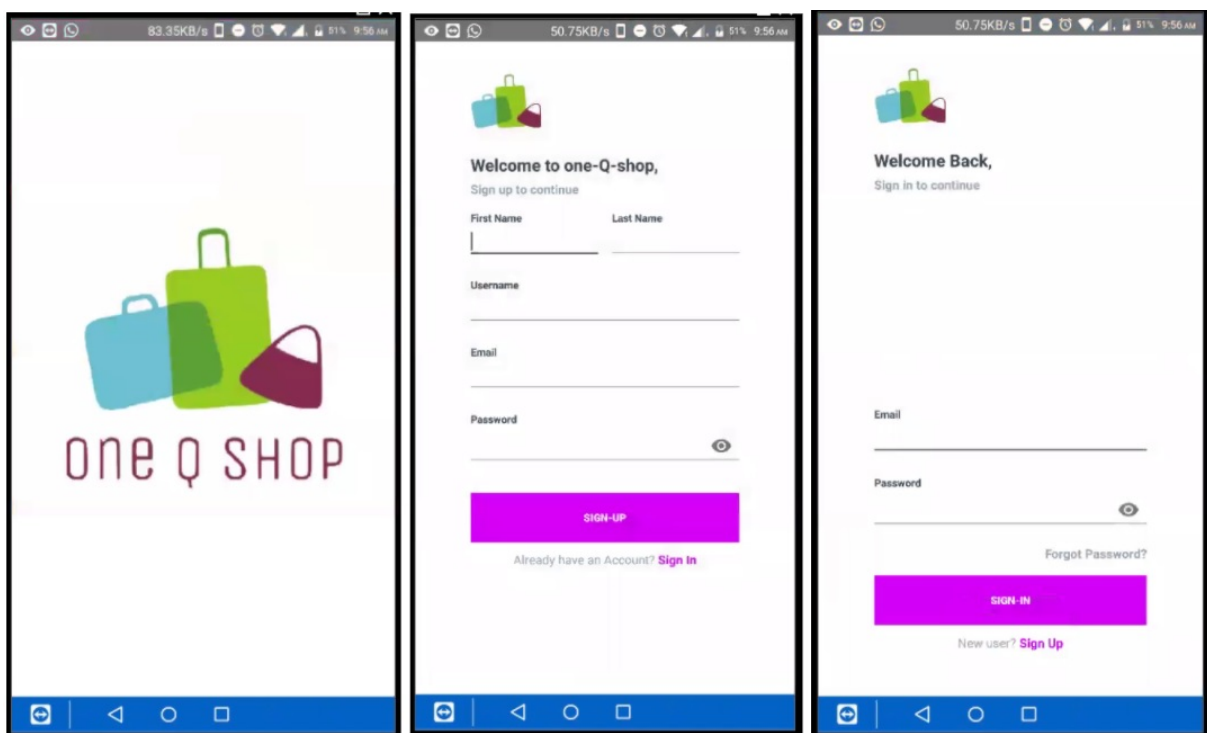 83.35KB/s 51% 9:56 AM
one Q SHOP
50.75KB/s 51% 9:56 AM
Welcome to one-Q-shop,
Sign up to continue
First Name Last Name
Username
Email
Password
SIGN-UP
Already have an Account? Sign In
50.75KB/s 51% 9:56 AM
Welcome Back,
Sign in to continue
Email
Password
Forgot Password?
SIGN-IN
New user? Sign Up